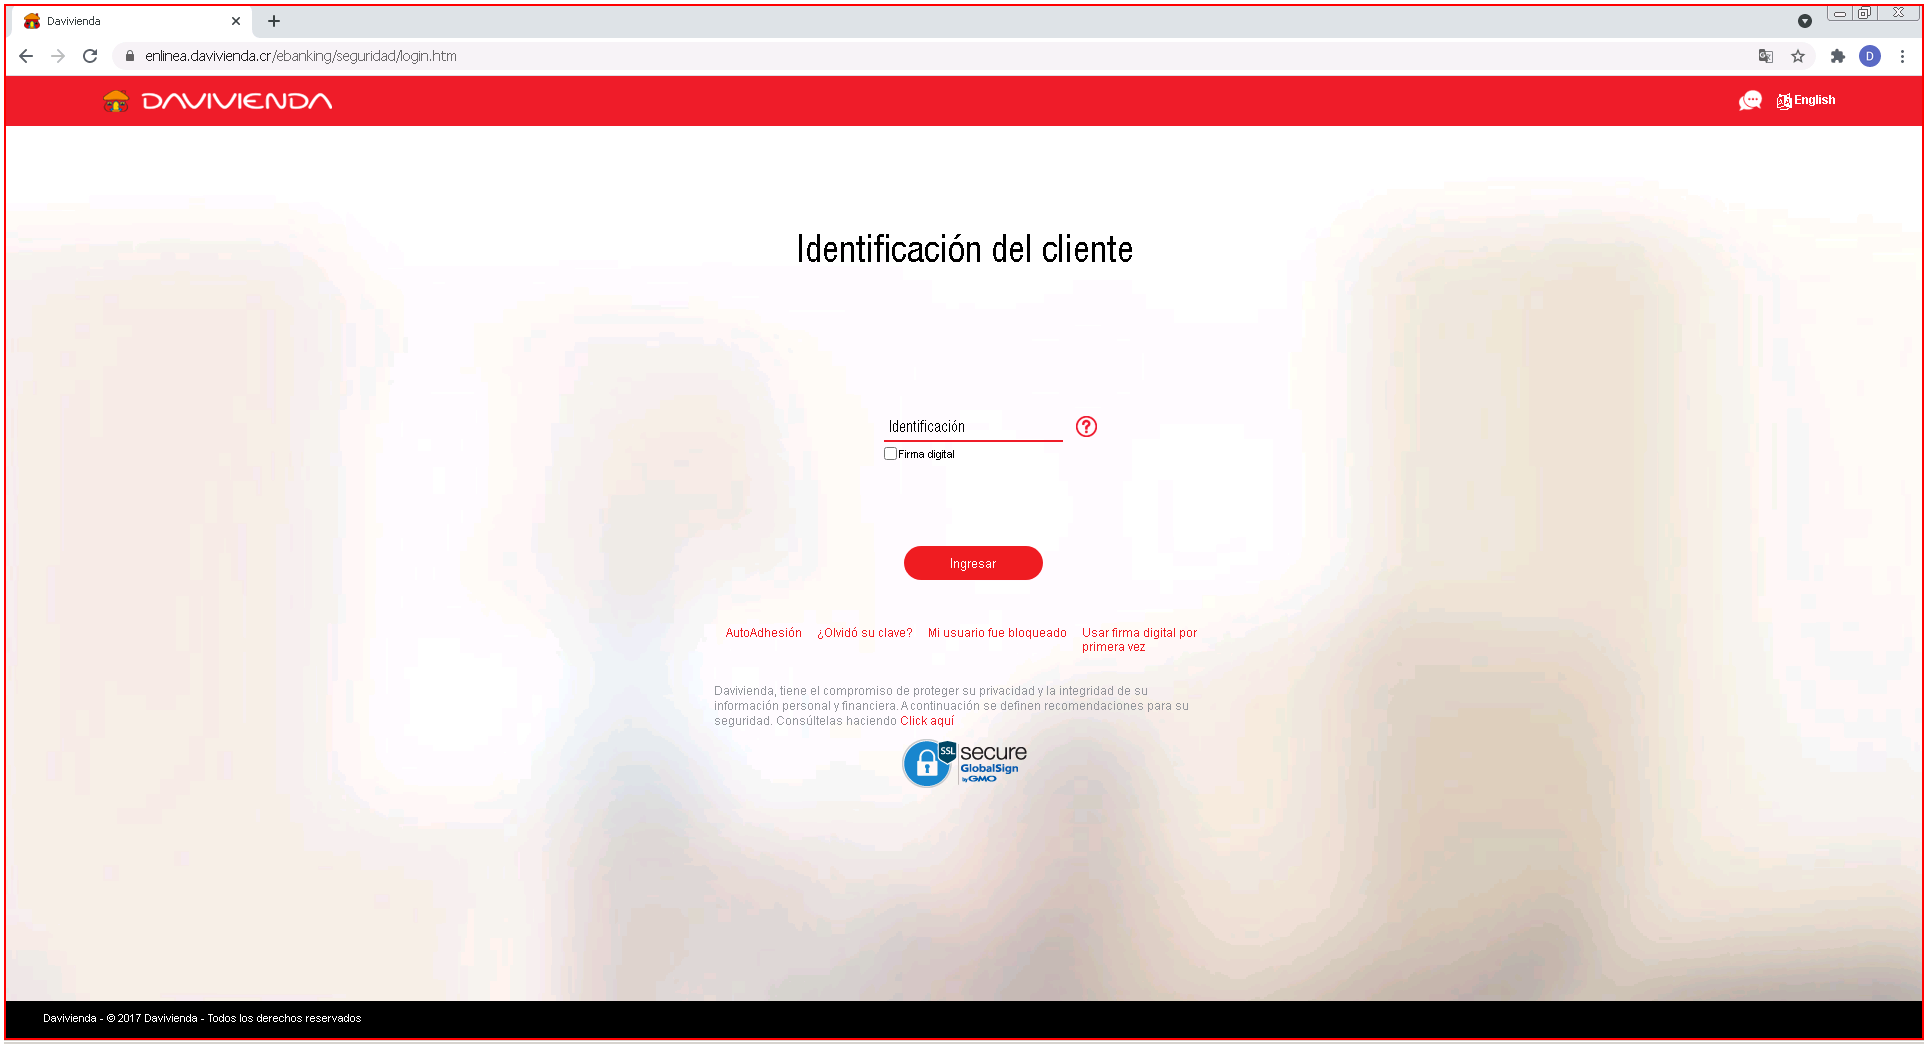 Davivienda
enlinea.davivienda.cr/ebanking/seguridad/login.htm
D
DAVIVIENDA
English
Identificación del cliente
Identificación
?
Firma digital
Ingresar
AutoAdhesión ¿Olvidó su clave? Mi usuario fue bloqueado Usar firma digital por
primera vez
Davivienda, tiene el compromiso de proteger su privacidad y la integridad de su
información personal y financiera. A continuación se definen recomendaciones para su
seguridad. Consúltelas haciendo Click aquí
SSL secure
GlobalSign
by GMO
Davivienda - © 2017 Davivienda - Todos los derechos reservados